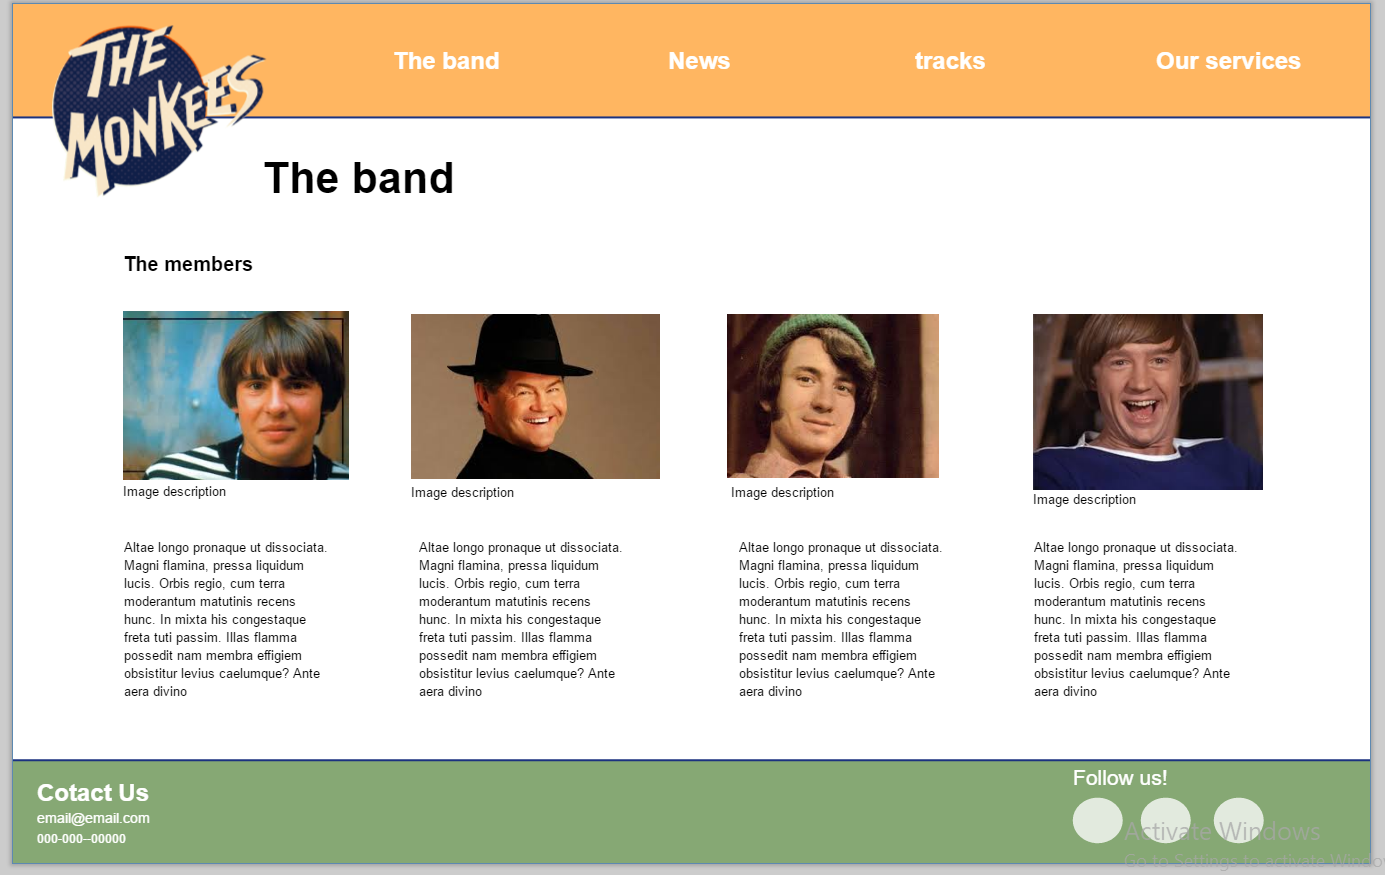 THE
MONKEES
The band
News
tracks
Our services
The band
The members
Image description
Image description
Image description
Image description
Altae longo pronaque ut dissociata.
Magni flamina, pressa liquidum
lucis. Orbis regio, cum terra
moderantum matutinis recens
hunc. In mixta his congestaque
freta tuti passim. Illas flamma
possedit nam membra effigiem
obsistitur levius caelumque? Ante
aera divino
Altae longo pronaque ut dissociata.
Magni flamina, pressa liquidum
lucis. Orbis regio, cum terra
moderantum matutinis recens
hunc. In mixta his congestaque
freta tuti passim. Illas flamma
possedit nam membra effigiem
obsistitur levius caelumque? Ante
aera divino
Altae longo pronaque ut dissociata.
Magni flamina, pressa liquidum
lucis. Orbis regio, cum terra
moderantum matutinis recens
hunc. In mixta his congestaque
freta tuti passim. Illas flamma
possedit nam membra effigiem
obsistitur levius caelumque? Ante
aera divino
Altae longo pronaque ut dissociata.
Magni flamina, pressa liquidum
lucis. Orbis regio, cum terra
moderantum matutinis recens
hunc. In mixta his congestaque
freta tuti passim. Illas flamma
possedit nam membra effigiem
obsistitur levius caelumque? Ante
aera divino
Cotact Us
email@email.com
000-000--00000
Follow us!
Activate Windows
Go to Settings to activate Windo